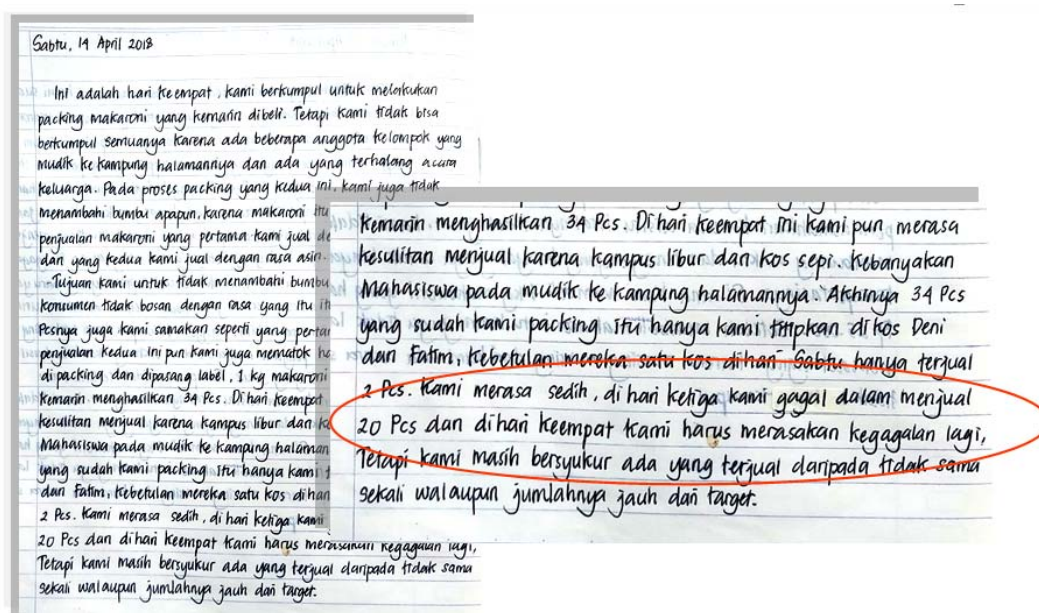 Sabtu, 14 April 2018
Ini adalah hari keempat, kami berkumpul untuk melakukan
packing makaroni yang kemarin dibeli. Tetapi kami tidak bisa
berkumpul semuanya karena ada beberapa anggota kelompok yang
mudik ke kampung halamannya dan ada yang terhalang acara
keluarga. Pada proses packing yang kedua ini, kami juga tidak
menambahi bumbu apapun, karena makaroni itu
penjualan makaroni yang pertama kami jual de
dan yang kedua kami jual dengan rasa asin.
Tujuan kami untuk tidak menambahi bumbu
konsumen tidak bosan dengan rasa yang itu it
Pcsnya juga kami samakan seperti yang pertar
penjualan kedua ini pun kami juga mematok ha
di packing dan dipasang label, 1 kg makaroni
kemarin menghasilkan 34 Pcs. Di hari keempat
kesulitan menjual karena kampus libur dan k
Mahasiswa pada mudik ke kampung halaman
yang sudah kami packing itu hanya kami t
dan Fatim, kebetulan mereka satu kos dihar
2 Pcs. Kami merasa sedih, di hari ketiga kami
20 Pcs dan dihari keempat kami harus merasakan kegagalan lagi,
Tetapi kami masih bersyukur ada yang terjual daripada tidak sama
sekali walaupun jumlahnya jauh dari target.
kemarin menghasilkan 34 Pcs. Di hari keempat ini kami pun merasa
kesulitan menjual karena kampus libur dan kos sepi. Kebanyakan
Mahasiswa pada mudik ke kampung halamannya. Akhirnya 34 Pcs
yang sudah kami packing itu hanya kami titipkan di kos Deni
dan Fatim, kebetulan mereka satu kos dihari Sabtu hanya terjual
2 Pcs. Kami merasa sedih, di hari ketiga kami gagal dalam menjual
20 Pcs dan dihari keempat kami harus merasakan kegagalan lagi,
Tetapi kami masih bersyukur ada yang terjual daripada tidak sama
sekali walaupun jumlahnya jauh dari target.